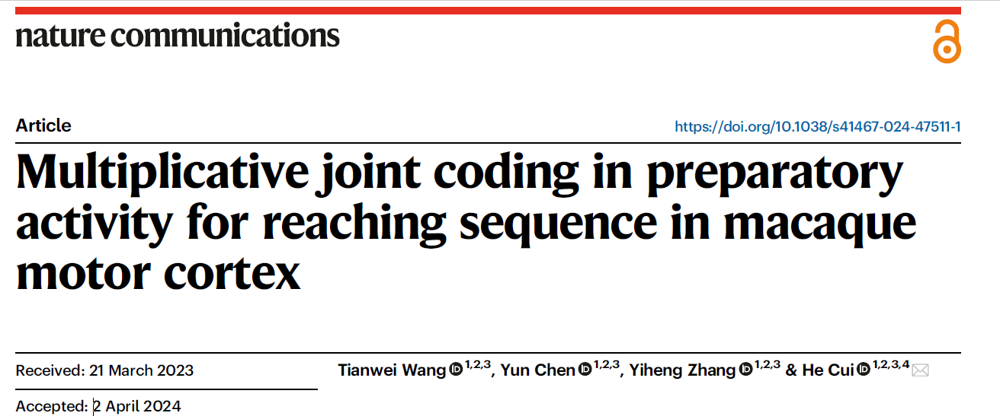 nature communications
Article
https://doi.org/10.1038/s41467-024-47511-1
Multiplicative joint coding in preparatory
activity for reaching sequence in macaque
motor cortex
Received: 21 March 2023
Tianwei Wang 1,2,3, Yun Chen 1,2,3, Yiheng Zhang 1,2,3 & He Cui 1,2,3,4
Accepted: 2 April 2024